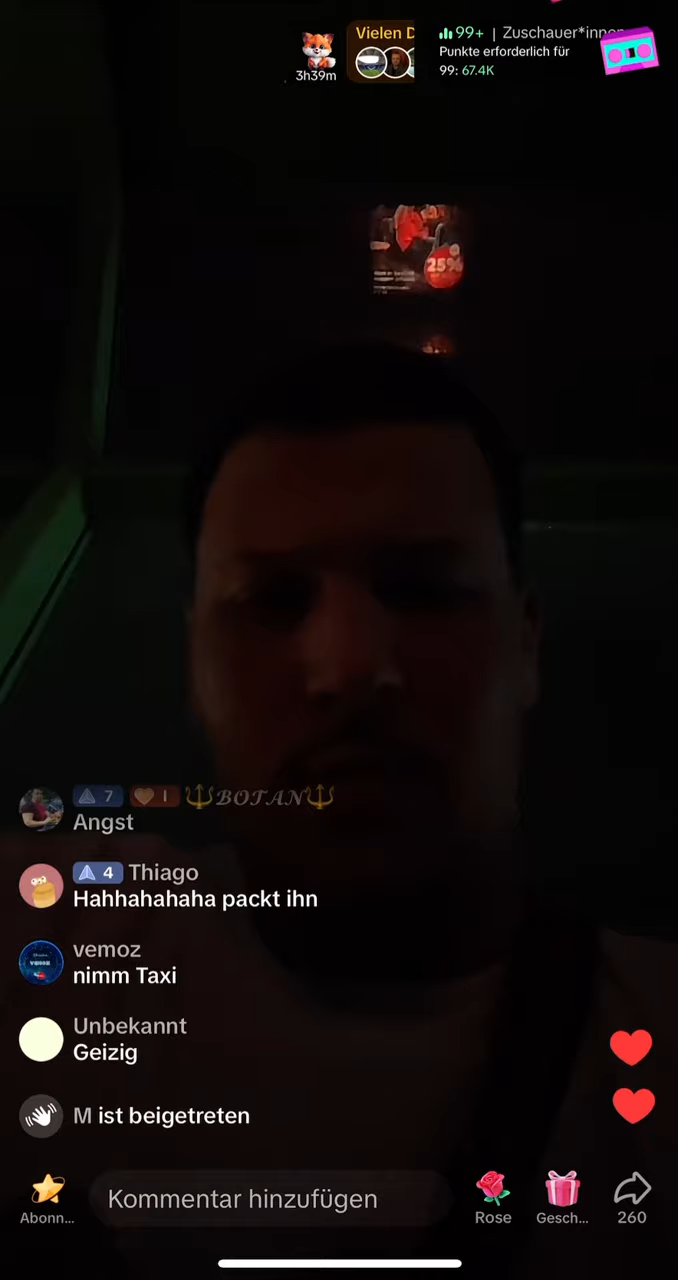 Vielen D
99+ | Zuschauer*innen
Punkte erforderlich für
99: 67.4K
3h39m
25%
7 I 🔱𝓑𝓞𝓣𝓐𝓝🔱
Angst
4 Thiago
Hahhahahaha packt ihn
vemoz
nimm Taxi
Unbekannt
Geizig
M ist beigetreten
Kommentar hinzufügen
Abonn... Rose Gesch... 260